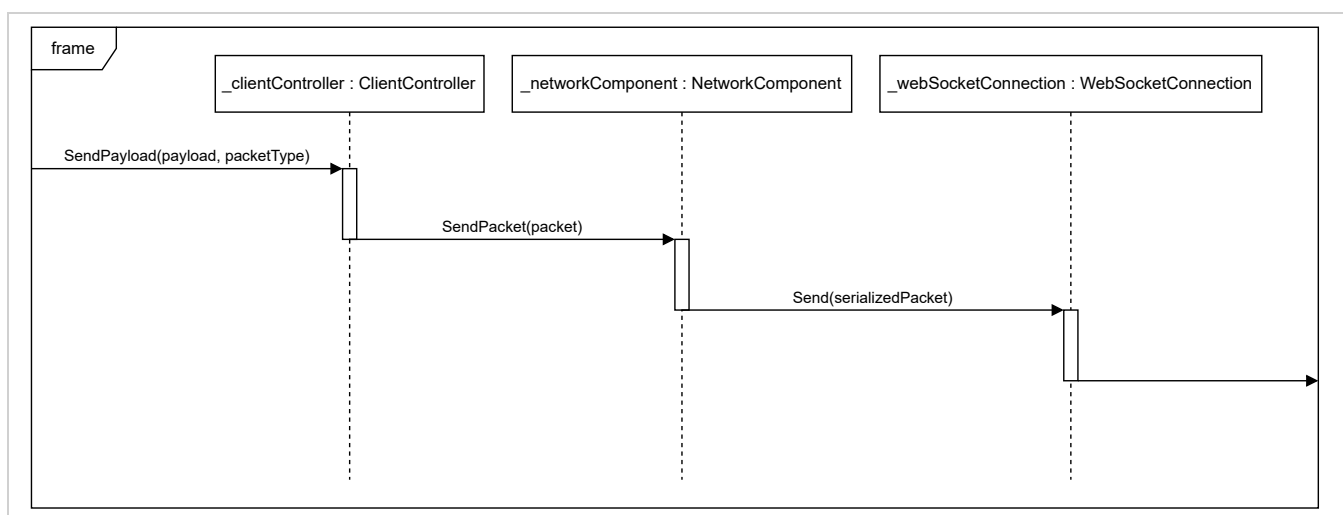 frame
_clientController : ClientController
_networkComponent : NetworkComponent
_webSocketConnection : WebSocketConnection
SendPayload(payload, packetType)
SendPacket(packet)
Send(serializedPacket)